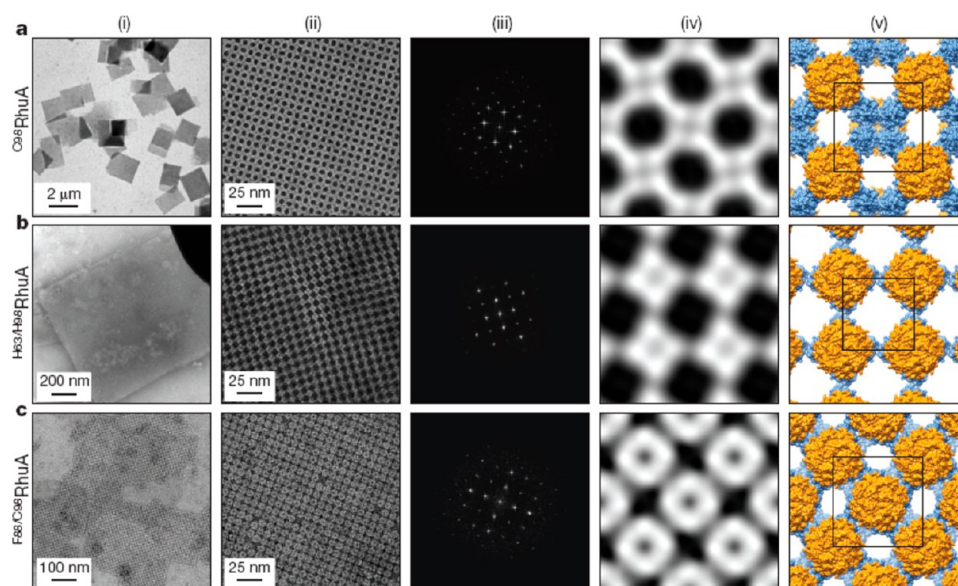 (i) (ii) (iii) (iv) (v)
a
C98RhuA
2 μm
25 nm
b
H63/H98RhuA
200 nm
25 nm
c
F88/C98RhuA
100 nm
25 nm